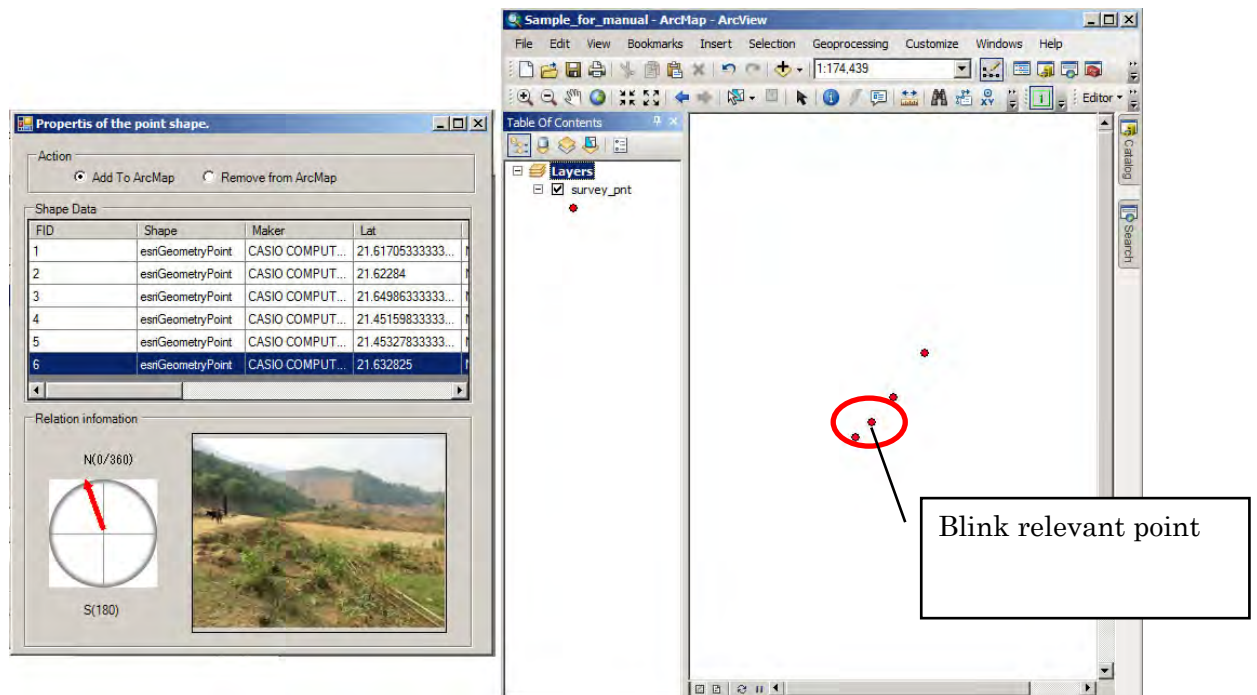 Sample_for_manual - ArcMap - ArcView
File Edit View Bookmarks Insert Selection Geoprocessing Customize Windows Help
1:174,439
Editor
Table Of Contents
Layers
survey_pnt
Catalog
Search
Blink relevant point
Propertis of the point shape.
Action
Add To ArcMap Remove from ArcMap
Shape Data
FID Shape Maker Lat
1 esriGeometryPoint CASIO COMPUT... 21.61705333333...
2 esriGeometryPoint CASIO COMPUT... 21.62284
3 esriGeometryPoint CASIO COMPUT... 21.64986333333...
4 esriGeometryPoint CASIO COMPUT... 21.45159833333...
5 esriGeometryPoint CASIO COMPUT... 21.45327833333...
6 esriGeometryPoint CASIO COMPUT... 21.632825
Relation infomation
N(0/360)
S(180)